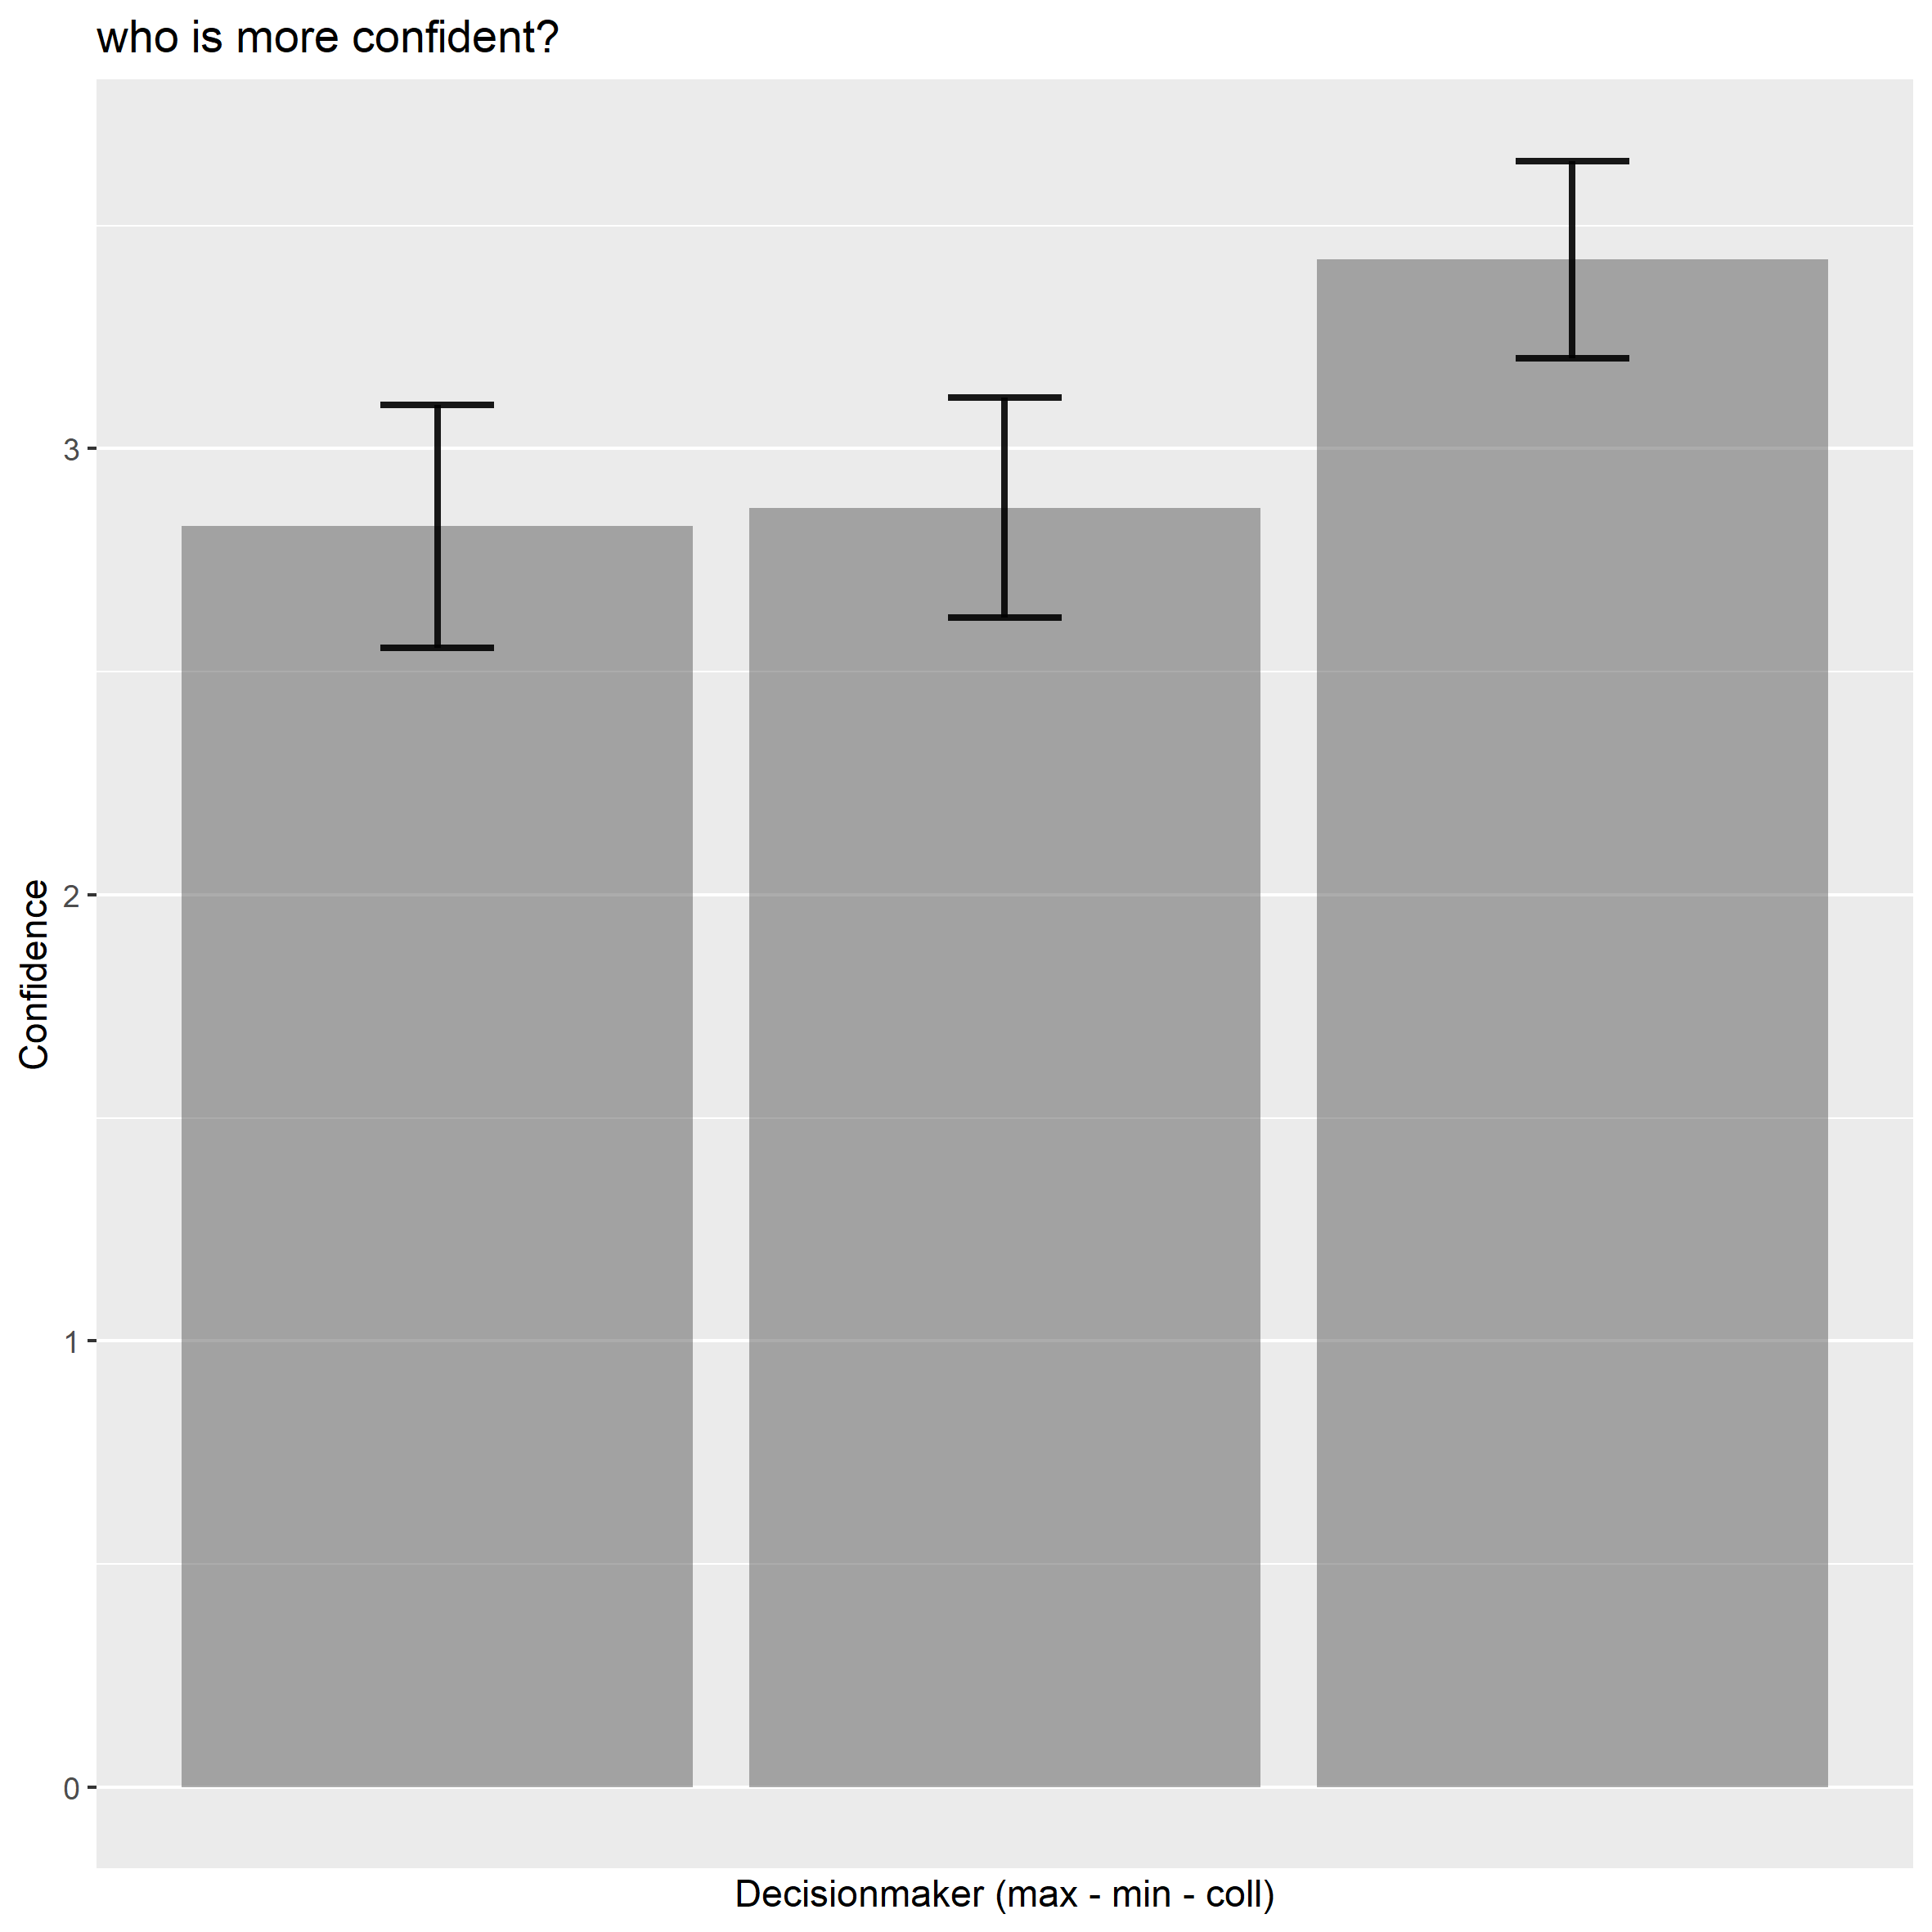 who is more confident?
Confidence
3
2
1
0
Decisionmaker (max - min - coll)